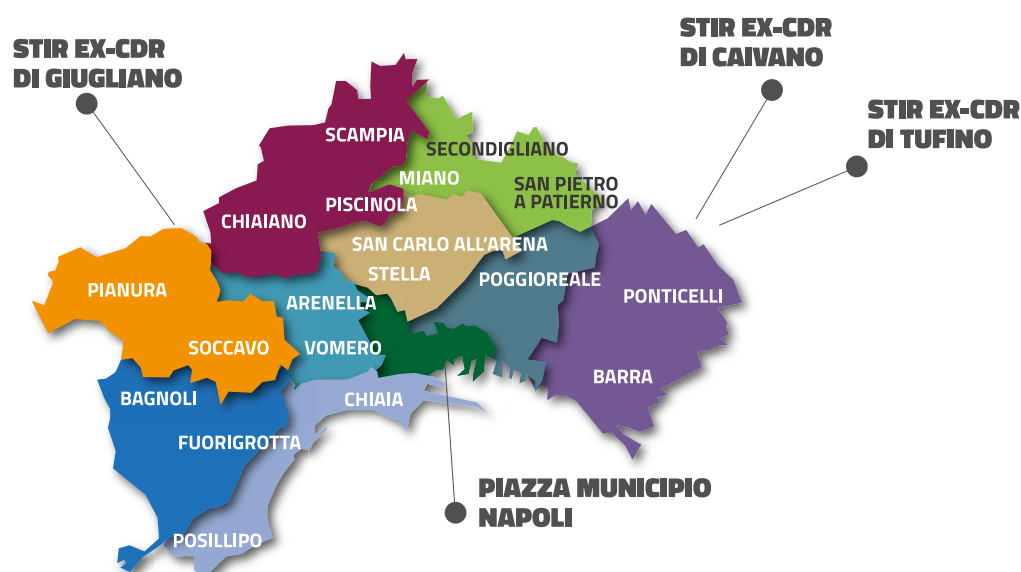 STIR EX-CDR
DI GIUGLIANO
STIR EX-CDR
DI CAIVANO
STIR EX-CDR
DI TUFINO
SCAMPIA
SECONDIGLIANO
MIANO
SAN PIETRO
A PATIERNO
PISCINOLA
CHIAIANO
SAN CARLO ALL'ARENA
STELLA
POGGIOREALE
PIANURA
ARENELLA
PONTICELLI
SOCCAVO
VOMERO
BARRA
BAGNOLI
CHIAIA
FUORIGROTTA
POSILLIPO
PIAZZA MUNICIPIO
NAPOLI